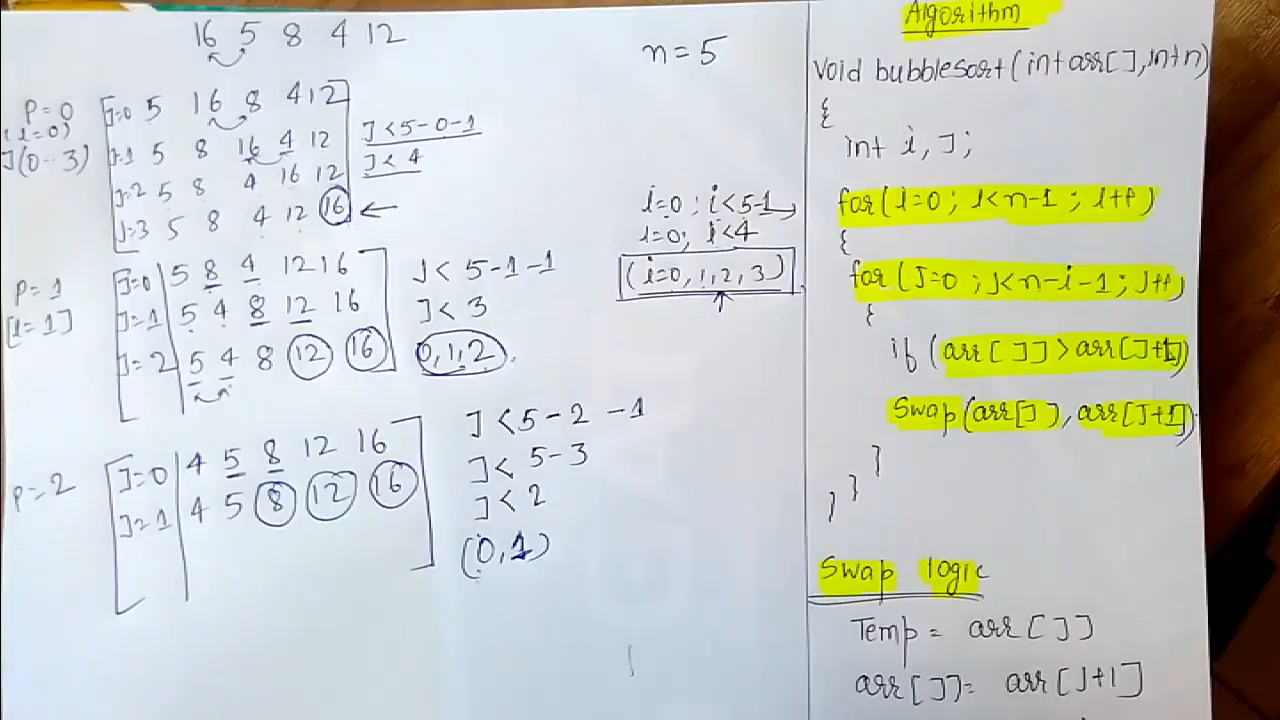 16 5 8 4 12
n = 5
P = 0
(i=0)
J(0--3)
J=0 5 16 8 4 12
J=1 5 8 16 4 12
J=2 5 8 4 16 12
J=3 5 8 4 12 16
J<5-0-1
J<4
P = 1
[i=1]
J=0 5 8 4 12 16
J=1 5 4 8 12 16
J=2 5 4 8 12 16
J < 5-1-1
J < 3
0,1,2
P=2
J=0 4 5 8 12 16
J=1 4 5 8 12 16
J < 5-2-1
J < 5-3
J < 2
(0,1)
i=0; i<5-1
i=0; i<4
(i=0,1,2,3)
Algorithm
void bubblesort(int arr[],int n)
{
int i, J;
for(i=0; i<n-1; i++)
{
for(J=0; J<n-i-1; J++)
{
if (arr[J]>arr[J+1])
Swap(arr[J], arr[J+1]);
}
}
}
Swap logic
Temp = arr[J]
arr[J]= arr[J+1]